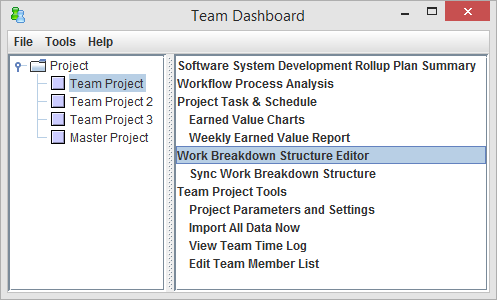 Team Dashboard
File Tools Help
Project
Team Project
Team Project 2
Team Project 3
Master Project
Software System Development Rollup Plan Summary
Workflow Process Analysis
Project Task & Schedule
Earned Value Charts
Weekly Earned Value Report
Work Breakdown Structure Editor
Sync Work Breakdown Structure
Team Project Tools
Project Parameters and Settings
Import All Data Now
View Team Time Log
Edit Team Member List